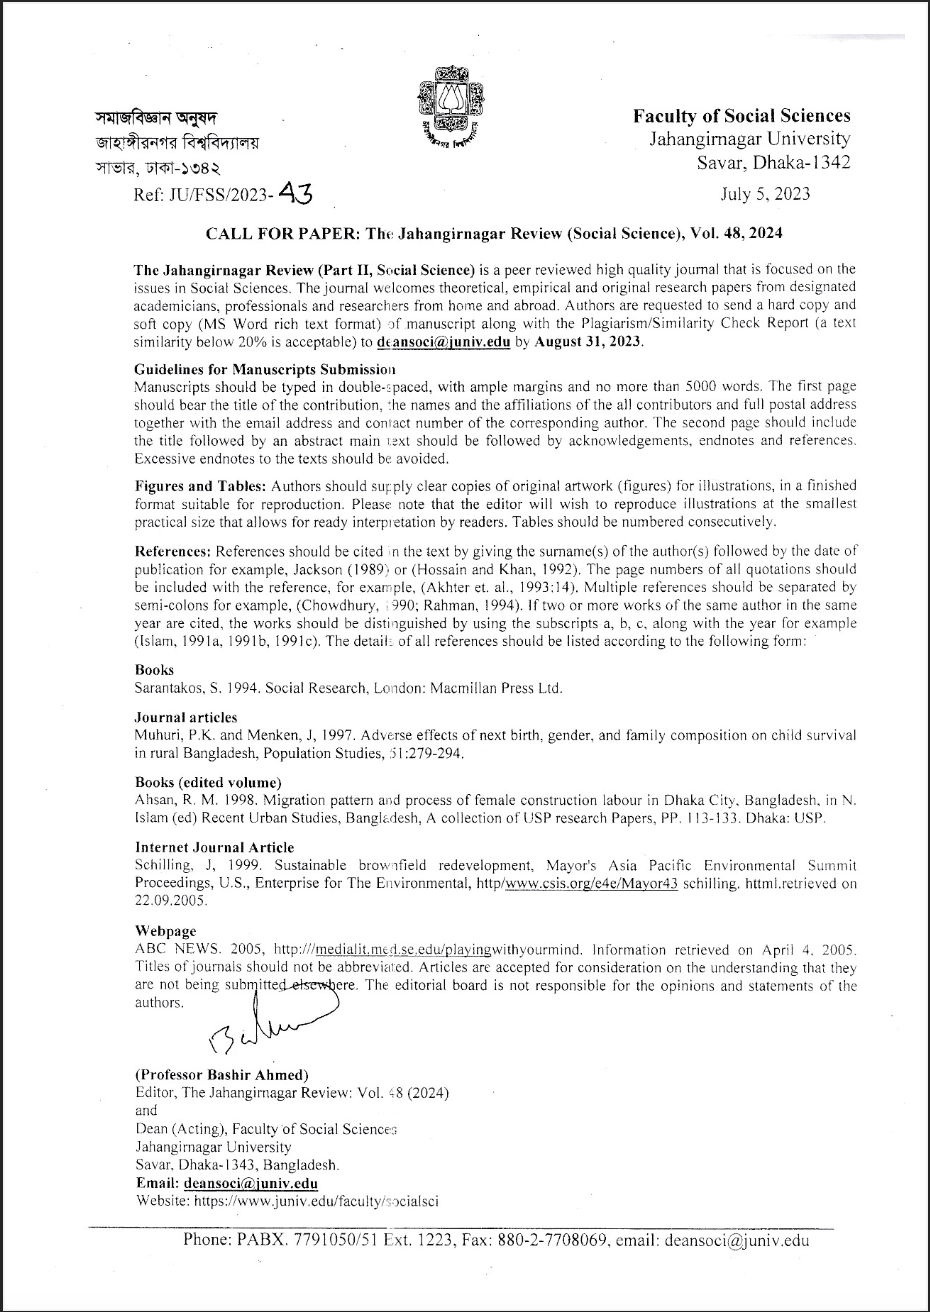 সমাজবিজ্ঞান অনুষদ
জাহাঙ্গীরনগর বিশ্ববিদ্যালয়
সাভার, ঢাকা-১৩৪২
Ref: JU/FSS/2023- 43
জাহাঙ্গীরনগর বিশ্ববিদ্যালয়
Faculty of Social Sciences
Jahangirnagar University
Savar, Dhaka-1342
July 5, 2023
CALL FOR PAPER: The Jahangirnagar Review (Social Science), Vol. 48, 2024
The Jahangirnagar Review (Part II, Social Science) is a peer reviewed high quality journal that is focused on the
issues in Social Sciences. The journal welcomes theoretical, empirical and original research papers from designated
academicians, professionals and researchers from home and abroad. Authors are requested to send a hard copy and
soft copy (MS Word rich text format) of manuscript along with the Plagiarism/Similarity Check Report (a text
similarity below 20% is acceptable) to deansoci@juniv.edu by August 31, 2023.
Guidelines for Manuscripts Submission
Manuscripts should be typed in double-spaced, with ample margins and no more than 5000 words. The first page
should bear the title of the contribution, the names and the affiliations of the all contributors and full postal address
together with the email address and contact number of the corresponding author. The second page should include
the title followed by an abstract main text should be followed by acknowledgements, endnotes and references.
Excessive endnotes to the texts should be avoided.
Figures and Tables: Authors should supply clear copies of original artwork (figures) for illustrations, in a finished
format suitable for reproduction. Please note that the editor will wish to reproduce illustrations at the smallest
practical size that allows for ready interpretation by readers. Tables should be numbered consecutively.
References: References should be cited in the text by giving the surname(s) of the author(s) followed by the date of
publication for example, Jackson (1989) or (Hossain and Khan, 1992). The page numbers of all quotations should
be included with the reference, for example, (Akhter et. al., 1993:14). Multiple references should be separated by
semi-colons for example, (Chowdhury, 1990; Rahman, 1994). If two or more works of the same author in the same
year are cited, the works should be distinguished by using the subscripts a, b, c, along with the year for example
(Islam, 1991a, 1991b, 1991c). The details of all references should be listed according to the following form:
Books
Sarantakos, S. 1994. Social Research, London: Macmillan Press Ltd.
Journal articles
Muhuri, P.K. and Menken, J, 1997. Adverse effects of next birth, gender, and family composition on child survival
in rural Bangladesh, Population Studies, 51:279-294.
Books (edited volume)
Ahsan, R. M. 1998. Migration pattern and process of female construction labour in Dhaka City, Bangladesh, in N.
Islam (ed) Recent Urban Studies, Bangladesh, A collection of USP research Papers, PP. 113-133. Dhaka: USP.
Internet Journal Article
Schilling, J, 1999. Sustainable brownfield redevelopment, Mayor's Asia Pacific Environmental Summit
Proceedings, U.S., Enterprise for The Environmental, http/www.csis.org/e4e/Mayor43 schilling. httml.retrieved on
22.09.2005.
Webpage
ABC NEWS. 2005, http:///medialit.med.se.edu/playingwithyourmind. Information retrieved on April 4, 2005.
Titles of journals should not be abbreviated. Articles are accepted for consideration on the understanding that they
are not being submitted elsewhere. The editorial board is not responsible for the opinions and statements of the
authors.
(Professor Bashir Ahmed)
Editor, The Jahangirnagar Review: Vol. 48 (2024)
and
Dean (Acting), Faculty of Social Sciences
Jahangirnagar University
Savar, Dhaka-1343, Bangladesh.
Email: deansoci@juniv.edu
Website: https://www.juniv.edu/faculty/socialsci
Phone: PABX. 7791050/51 Ext. 1223, Fax: 880-2-7708069, email: deansoci@juniv.edu